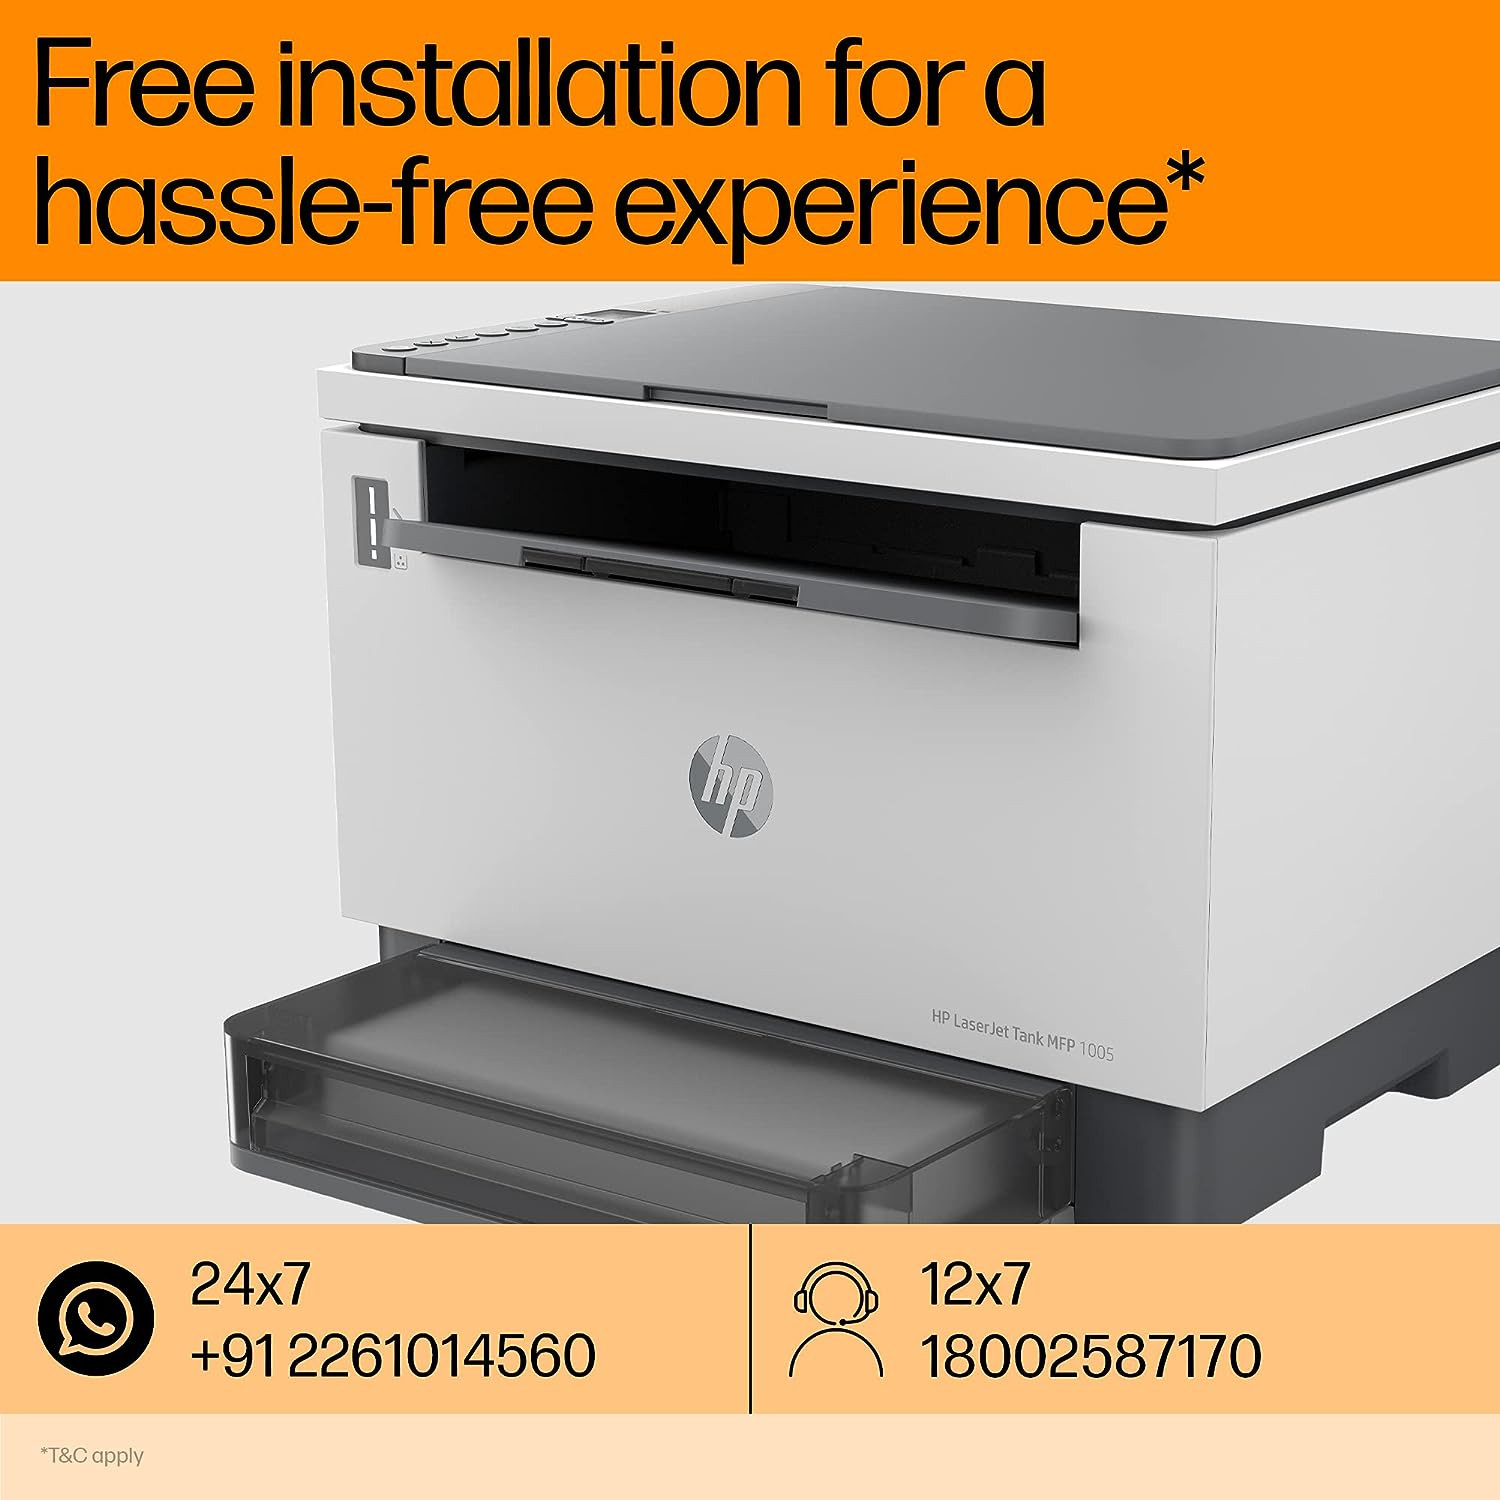 Free installation for a
hassle-free experience*
hp
HP LaserJet Tank MFP 1005
24x7
+91 2261014560
12x7
18002587170
*T&C apply